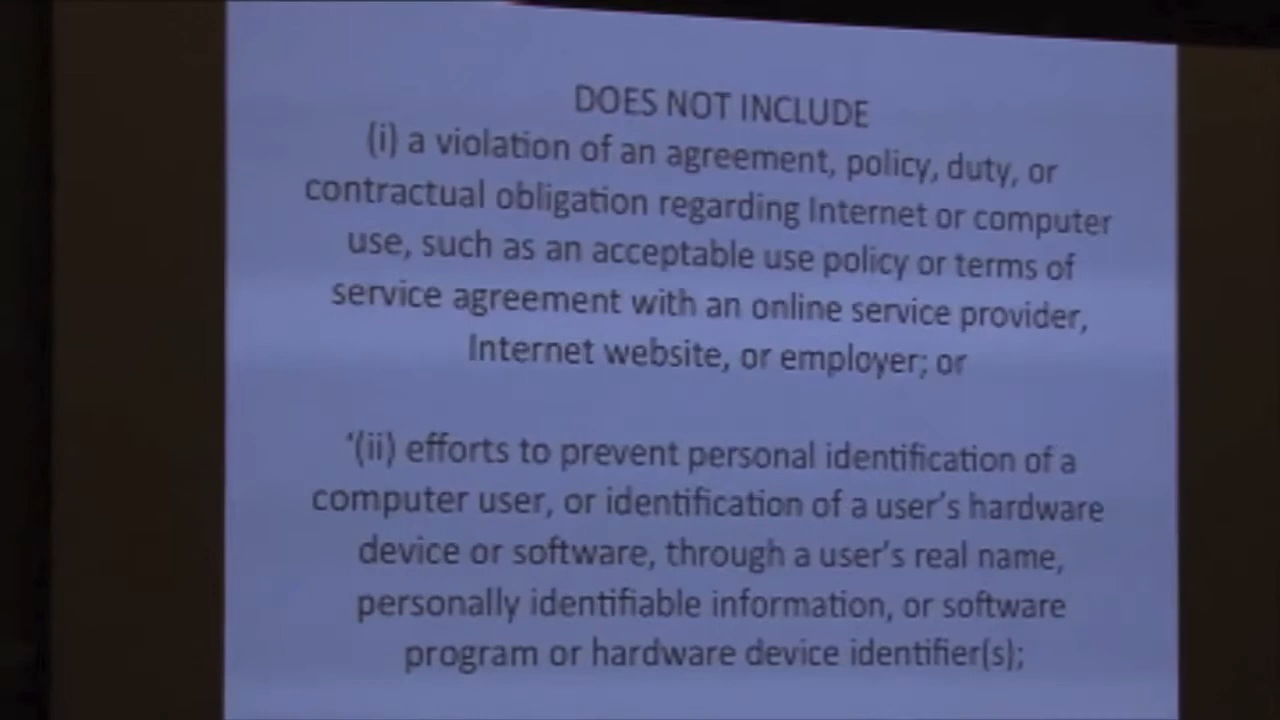 DOES NOT INCLUDE
(i) a violation of an agreement, policy, duty, or
contractual obligation regarding Internet or computer
use, such as an acceptable use policy or terms of
service agreement with an online service provider,
Internet website, or employer; or
‘(ii) efforts to prevent personal identification of a
computer user, or identification of a user’s hardware
device or software, through a user’s real name,
personally identifiable information, or software
program or hardware device identifier(s);